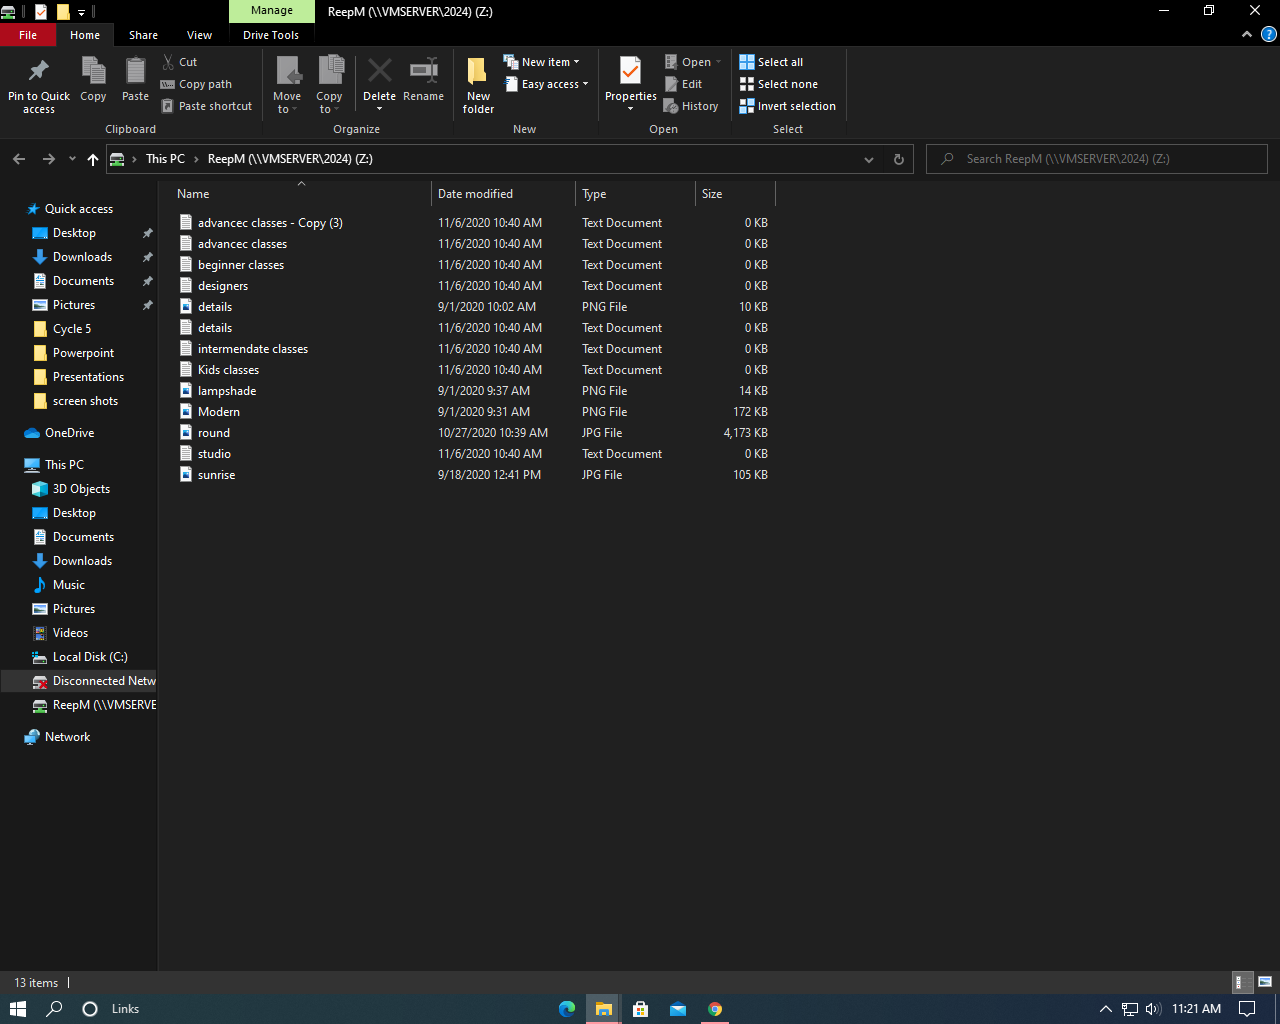 Manage ReepM (\\VMSERVER\2024) (Z:)
File Home Share View Drive Tools
Pin to Quick access
Copy
Paste
Cut
Copy path
Paste shortcut
Clipboard
Move to
Copy to
Delete
Rename
Organize
New folder
New item
Easy access
New
Properties
Open
Edit
History
Open
Select all
Select none
Invert selection
Select
This PC > ReepM (\\VMSERVER\2024) (Z:)
Search ReepM (\\VMSERVER\2024) (Z:)
Quick access
Desktop
Downloads
Documents
Pictures
Cycle 5
Powerpoint
Presentations
screen shots
OneDrive
This PC
3D Objects
Desktop
Documents
Downloads
Music
Pictures
Videos
Local Disk (C:)
Disconnected Netw
ReepM (\\VMSERVE
Network
Name Date modified Type Size
advancec classes - Copy (3) 11/6/2020 10:40 AM Text Document 0 KB
advancec classes 11/6/2020 10:40 AM Text Document 0 KB
beginner classes 11/6/2020 10:40 AM Text Document 0 KB
designers 11/6/2020 10:40 AM Text Document 0 KB
details 9/1/2020 10:02 AM PNG File 10 KB
details 11/6/2020 10:40 AM Text Document 0 KB
intermendate classes 11/6/2020 10:40 AM Text Document 0 KB
Kids classes 11/6/2020 10:40 AM Text Document 0 KB
lampshade 9/1/2020 9:37 AM PNG File 14 KB
Modern 9/1/2020 9:31 AM PNG File 172 KB
round 10/27/2020 10:39 AM JPG File 4,173 KB
studio 11/6/2020 10:40 AM Text Document 0 KB
sunrise 9/18/2020 12:41 PM JPG File 105 KB
13 items
Links
11:21 AM